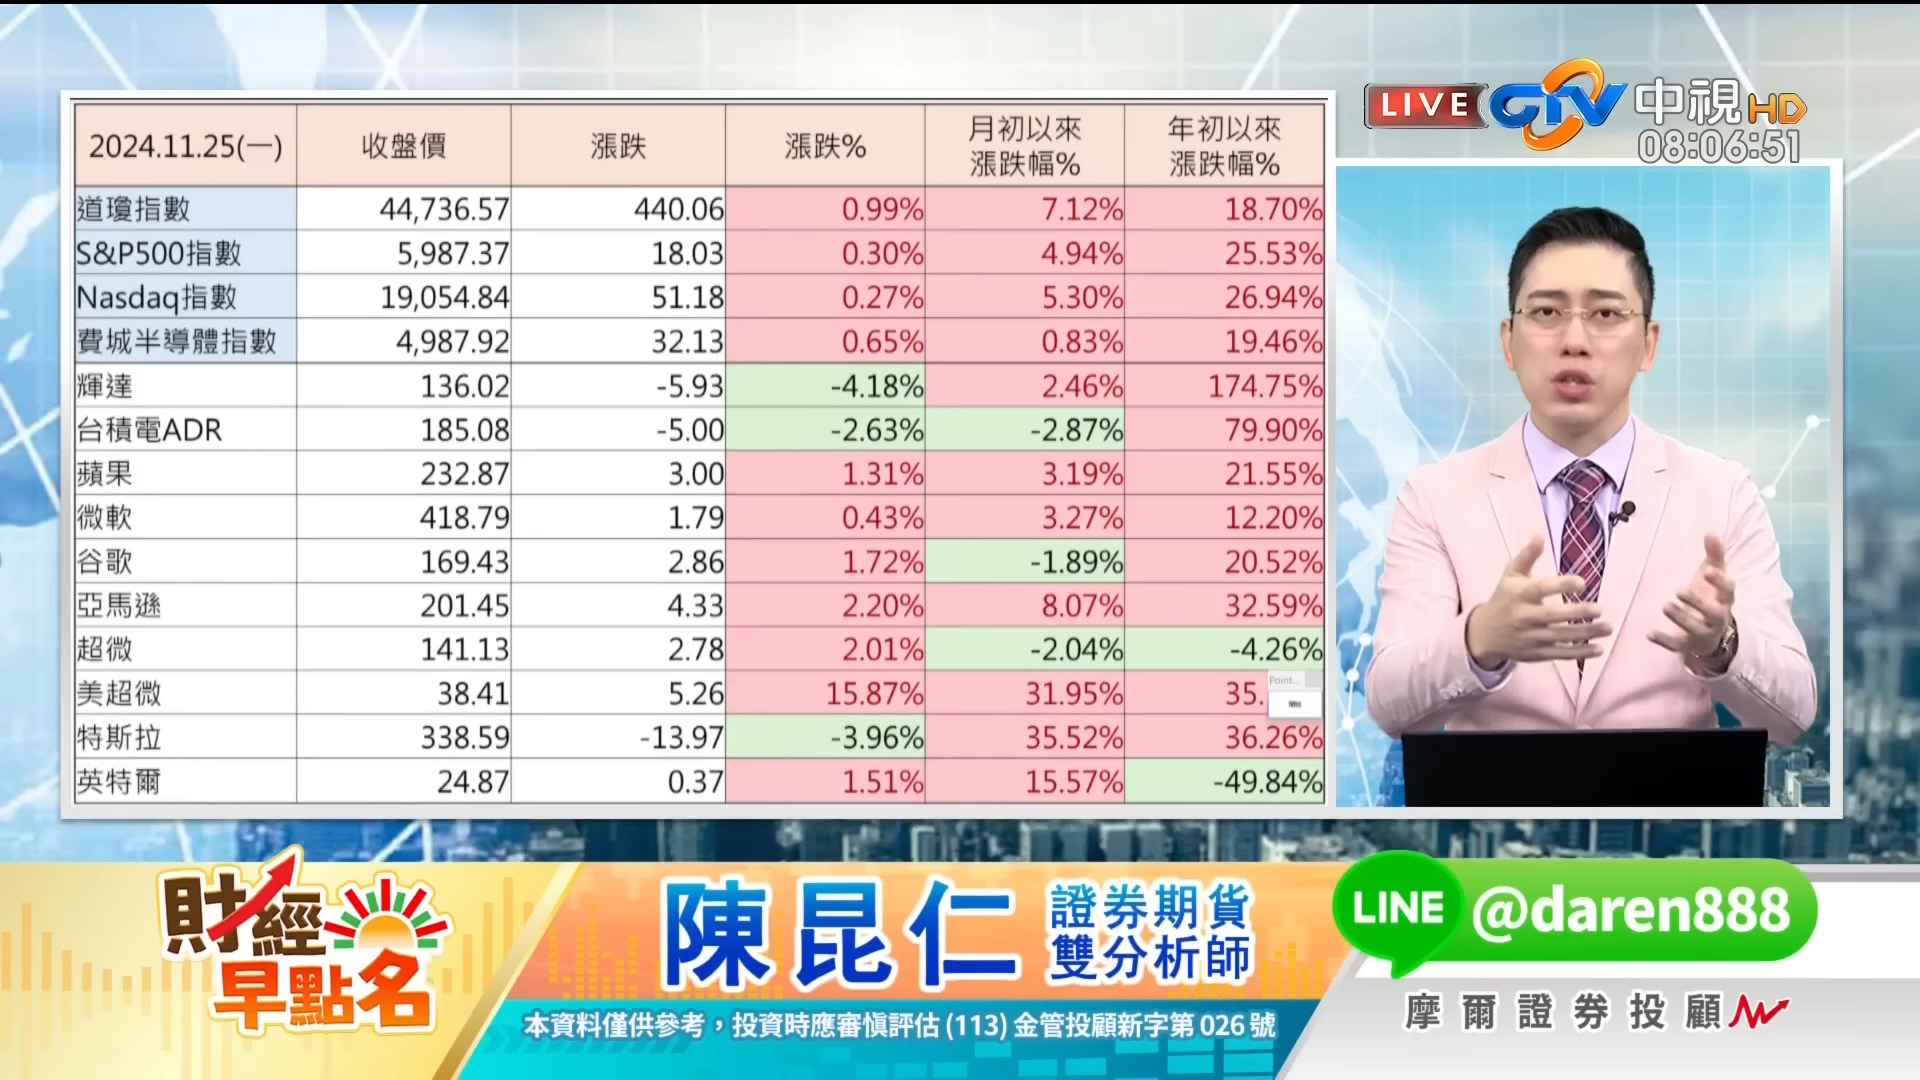 LIVE CTV 中視 HD
08:06:51
2024.11.25(一) 收盤價 漲跌 漲跌% 月初以來漲跌幅% 年初以來漲跌幅%
道瓊指數 44,736.57 440.06 0.99% 7.12% 18.70%
S&P500指數 5,987.37 18.03 0.30% 4.94% 25.53%
Nasdaq指數 19,054.84 51.18 0.27% 5.30% 26.94%
費城半導體指數 4,987.92 32.13 0.65% 0.83% 19.46%
輝達 136.02 -5.93 -4.18% 2.46% 174.75%
台積電ADR 185.08 -5.00 -2.63% -2.87% 79.90%
蘋果 232.87 3.00 1.31% 3.19% 21.55%
微軟 418.79 1.79 0.43% 3.27% 12.20%
谷歌 169.43 2.86 1.72% -1.89% 20.52%
亞馬遜 201.45 4.33 2.20% 8.07% 32.59%
超微 141.13 2.78 2.01% -2.04% -4.26%
Point...
美超微 38.41 5.26 15.87% 31.95% 35.
特斯拉 338.59 -13.97 -3.96% 35.52% 36.26%
英特爾 24.87 0.37 1.51% 15.57% -49.84%
財經
早點名
陳昆仁
證券期貨
雙分析師
LINE @daren888
本資料僅供參考，投資時應審慎評估 (113) 金管投顧新字第 026 號
摩爾證券投顧